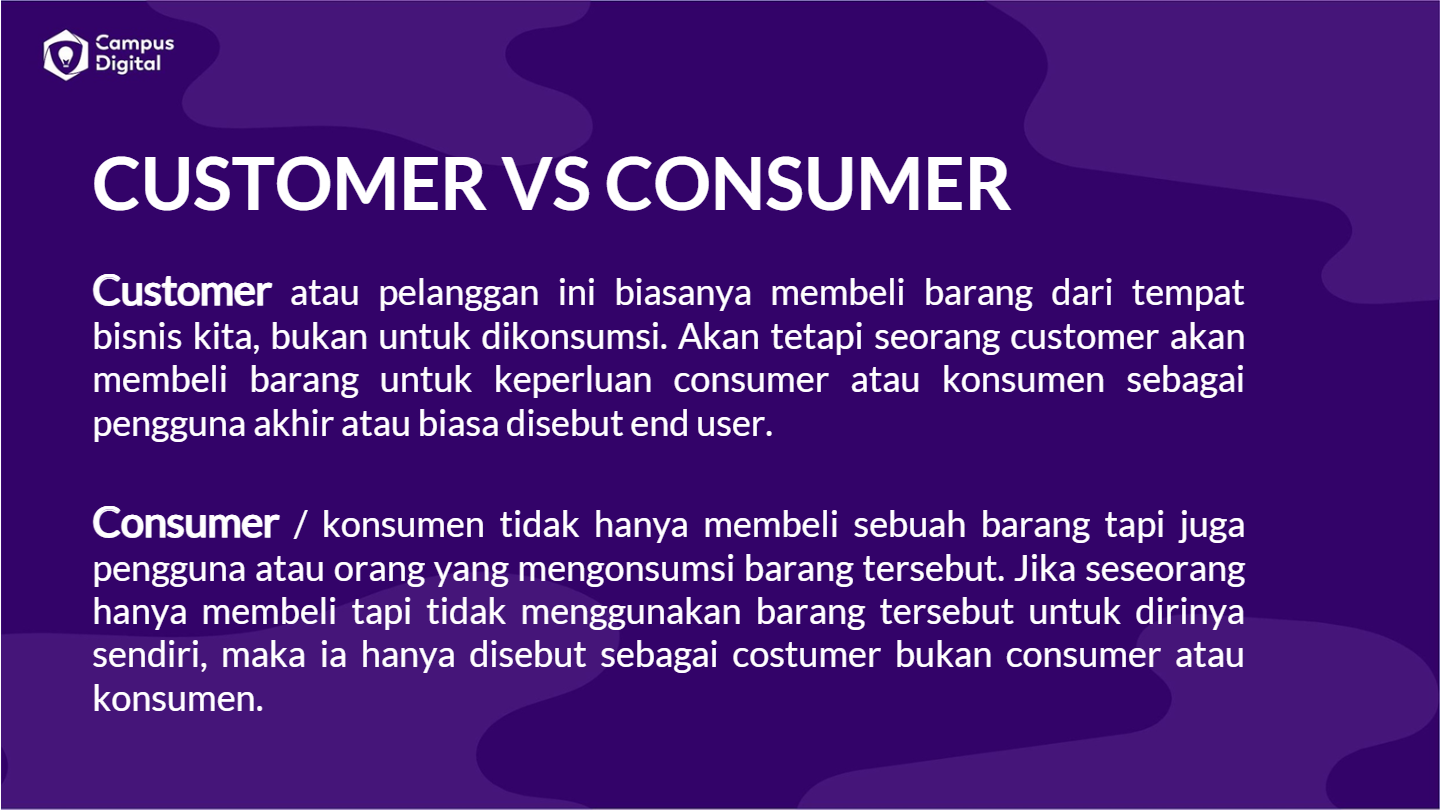 Campus
Digital
CUSTOMER VS CONSUMER
Customer atau pelanggan ini biasanya membeli barang dari tempat
bisnis kita, bukan untuk dikonsumsi. Akan tetapi seorang customer akan
membeli barang untuk keperluan consumer atau konsumen sebagai
pengguna akhir atau biasa disebut end user.
Consumer / konsumen tidak hanya membeli sebuah barang tapi juga
pengguna atau orang yang mengonsumsi barang tersebut. Jika seseorang
hanya membeli tapi tidak menggunakan barang tersebut untuk dirinya
sendiri, maka ia hanya disebut sebagai costumer bukan consumer atau
konsumen.